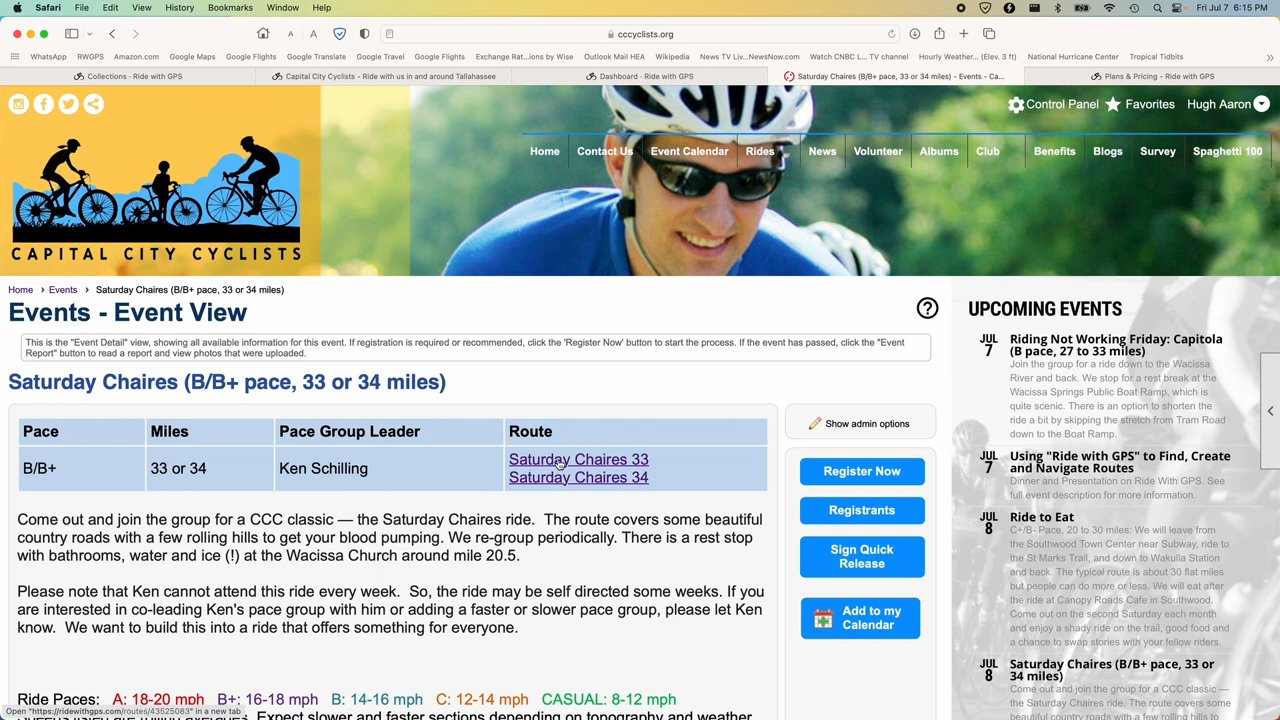 Safari File Edit View History Bookmarks Window Help Fri Jul 7 6:15 PM
A A cccyclists.org
WhatsApp RWGPS Amazon.com Google Maps Google Flights Google Translate Google Travel Google Flights Exchange Rat...ions by Wise Outlook Mail HEA Wikipedia News TV Liv...NewsNow.com Watch CNBC L... TV channel Hourly Weather... (Elev. 3 ft) National Hurricane Center Tropical Tidbits
Collections · Ride with GPS Capital City Cyclists - Ride with us in and around Tallahassee Dashboard · Ride with GPS Saturday Chaires (B/B+ pace, 33 or 34 miles) - Events - Ca... Plans & Pricing - Ride with GPS
Control Panel Favorites Hugh Aaron
Home Contact Us Event Calendar Rides News Volunteer Albums Club Benefits Blogs Survey Spaghetti 100
CAPITAL CITY CYCLISTS
Home › Events › Saturday Chaires (B/B+ pace, 33 or 34 miles)
Events - Event View
?
This is the "Event Detail" view, showing all available information for this event. If registration is required or recommended, click the 'Register Now' button to start the process. If the event has passed, click the "Event
Report" button to read a report and view photos that were uploaded.
Saturday Chaires (B/B+ pace, 33 or 34 miles)
Pace Miles Pace Group Leader Route
B/B+ 33 or 34 Ken Schilling
Saturday Chaires 33
Saturday Chaires 34
Come out and join the group for a CCC classic — the Saturday Chaires ride. The route covers some beautiful
country roads with a few rolling hills to get your blood pumping. We re-group periodically. There is a rest stop
with bathrooms, water and ice (!) at the Wacissa Church around mile 20.5.
Please note that Ken cannot attend this ride every week. So, the ride may be self directed some weeks. If you
are interested in co-leading Ken's pace group with him or adding a faster or slower pace group, please let Ken
know. We want to build this into a ride that offers something for everyone.
Ride Paces: A: 18-20 mph B+: 16-18 mph B: 14-16 mph C: 12-14 mph CASUAL: 8-12 mph
Speeds listed are rolling averages. Expect slower and faster sections depending on topography and weather
Open "https://ridewithgps.com/routes/43525083" in a new tab
Show admin options
Register Now
Registrants
Sign Quick
Release
Add to my
Calendar
UPCOMING EVENTS
JUL
7
Riding Not Working Friday: Capitola
(B pace, 27 to 33 miles)
Join the group for a ride down to the Wacissa
River and back. We stop for a rest break at the
Wacissa Springs Public Boat Ramp, which is
quite scenic. There is an option to shorten the
ride a bit by skipping the stretch from Tram Road
down to the Boat Ramp.
JUL
7
Using "Ride with GPS" to Find, Create
and Navigate Routes
Dinner and Presentation on Ride With GPS. See
full event description for more information.
JUL
8
Ride to Eat
C+/B- Pace, 20 to 30 miles: We will leave from
the Southwood Town Center near Subway, ride to
the St Marks Trail, and down to Wakulla Station
and back. The typical route is about 30 flat miles
but people can do more or less. We will eat after
the ride at Canopy Roads Cafe in Southwood.
Come out on the second Saturday each month
and enjoy a shady ride on the trail, good food and
a chance to swap stories with your fellow riders.
JUL
8
Saturday Chaires (B/B+ pace, 33 or
34 miles)
Come out and join the group for a CCC classic —
the Saturday Chaires ride. The route covers some
beautiful country roads with a few rolling hills to